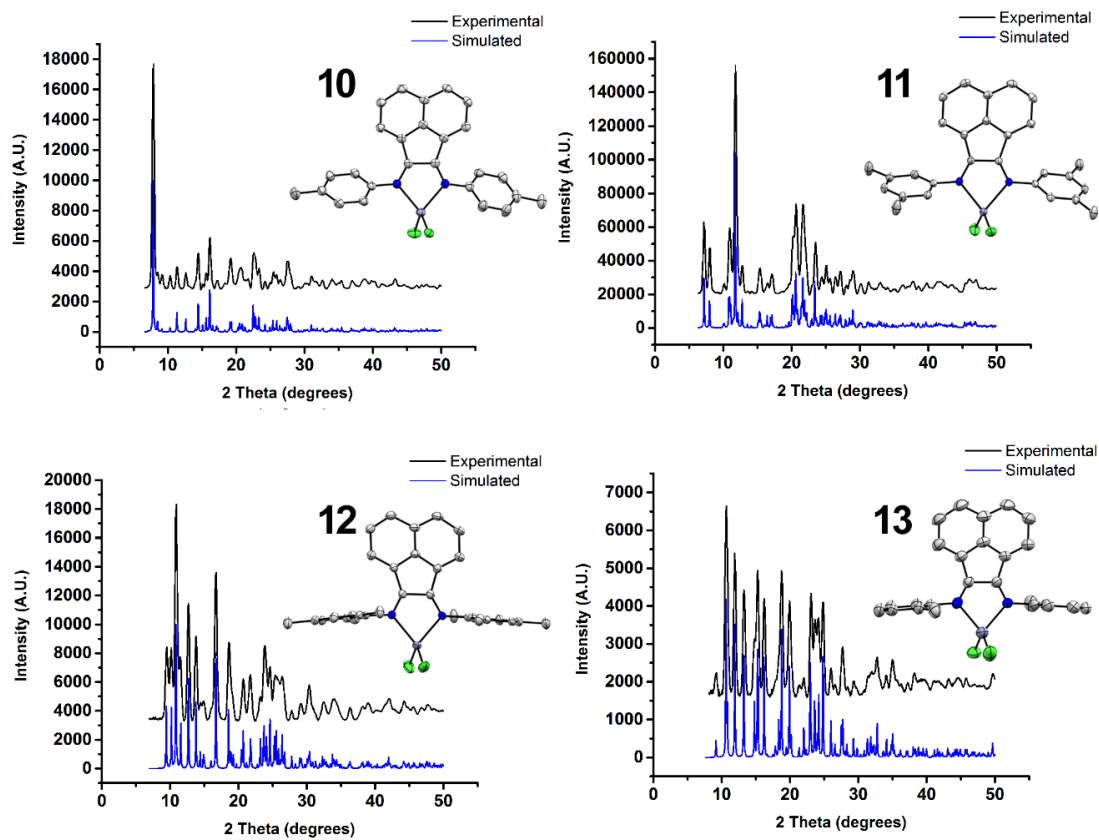 Experimental
Simulated
10
Intensity (A.U.)
18000
16000
14000
12000
10000
8000
6000
4000
2000
0
0 10 20 30 40 50
2 Theta (degrees)
Experimental
Simulated
11
Intensity (A.U.)
160000
140000
120000
100000
80000
60000
40000
20000
0
0 10 20 30 40 50
2 Theta (degrees)
Experimental
Simulated
12
Intensity (A.U.)
20000
18000
16000
14000
12000
10000
8000
6000
4000
2000
0
0 10 20 30 40 50
2 Theta (degrees)
Experimental
Simulated
13
Intensity (A.U.)
7000
6000
5000
4000
3000
2000
1000
0
0 10 20 30 40 50
2 Theta (degrees)